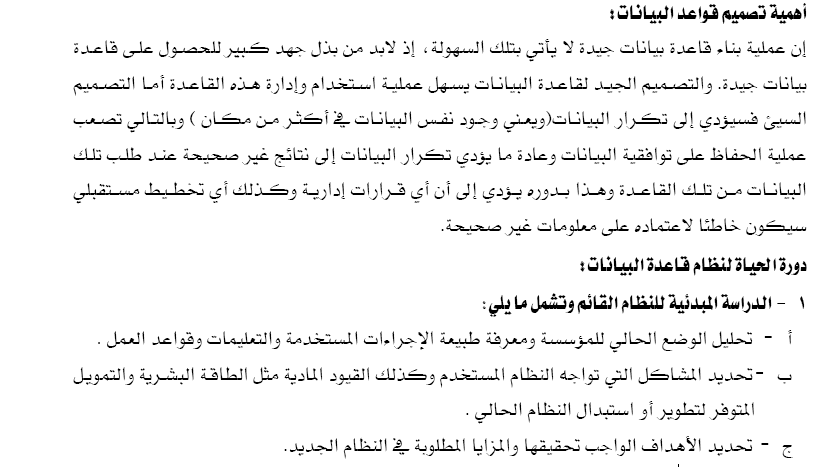 أهمية تصميم قواعد البيانات:
إن عملية بناء قاعدة بيانات جيدة لا يأتي بتلك السهولة، إذ لابد من بذل جهد كبير للحصول على قاعدة
بيانات جيدة. والتصميم الجيد لقاعدة البيانات يسهل عملية استخدام وإدارة هذه القاعدة أما التصميم
السيئ فسيؤدي إلى تكرار البيانات(ويعني وجود نفس البيانات في أكثر من مكان ) وبالتالي تصعب
عملية الحفاظ على توافقية البيانات وعادة ما يؤدي تكرار البيانات إلى نتائج غير صحيحة عند طلب تلك
البيانات من تلك القاعدة وهذا بدوره يؤدي إلى أن أي قرارات إدارية وكذلك أي تخطيط مستقبلي
سيكون خاطئا لاعتماده على معلومات غير صحيحة.
دورة الحياة لنظام قاعدة البيانات:
١ - الدراسة المبدئية للنظام القائم وتشمل ما يلي:
أ - تحليل الوضع الحالي للمؤسسة ومعرفة طبيعة الإجراءات المستخدمة والتعليمات وقواعد العمل .
ب -تحديد المشاكل التي تواجه النظام المستخدم وكذلك القيود المادية مثل الطاقة البشرية والتمويل
المتوفر لتطوير أو استبدال النظام الحالي .
ج - تحديد الأهداف الواجب تحقيقها والمزايا المطلوبة في النظام الجديد.